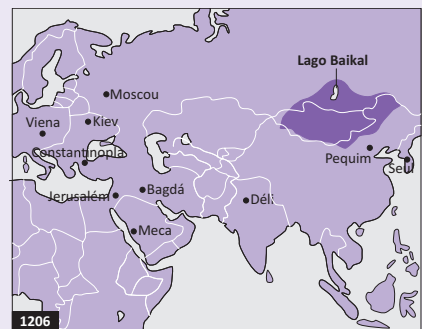 Lago Baikal
Moscou
Viena
Kiev
Constantinopla
Pequim
Seul
Jerusalém
Bagdá
Déli
Meca
1206